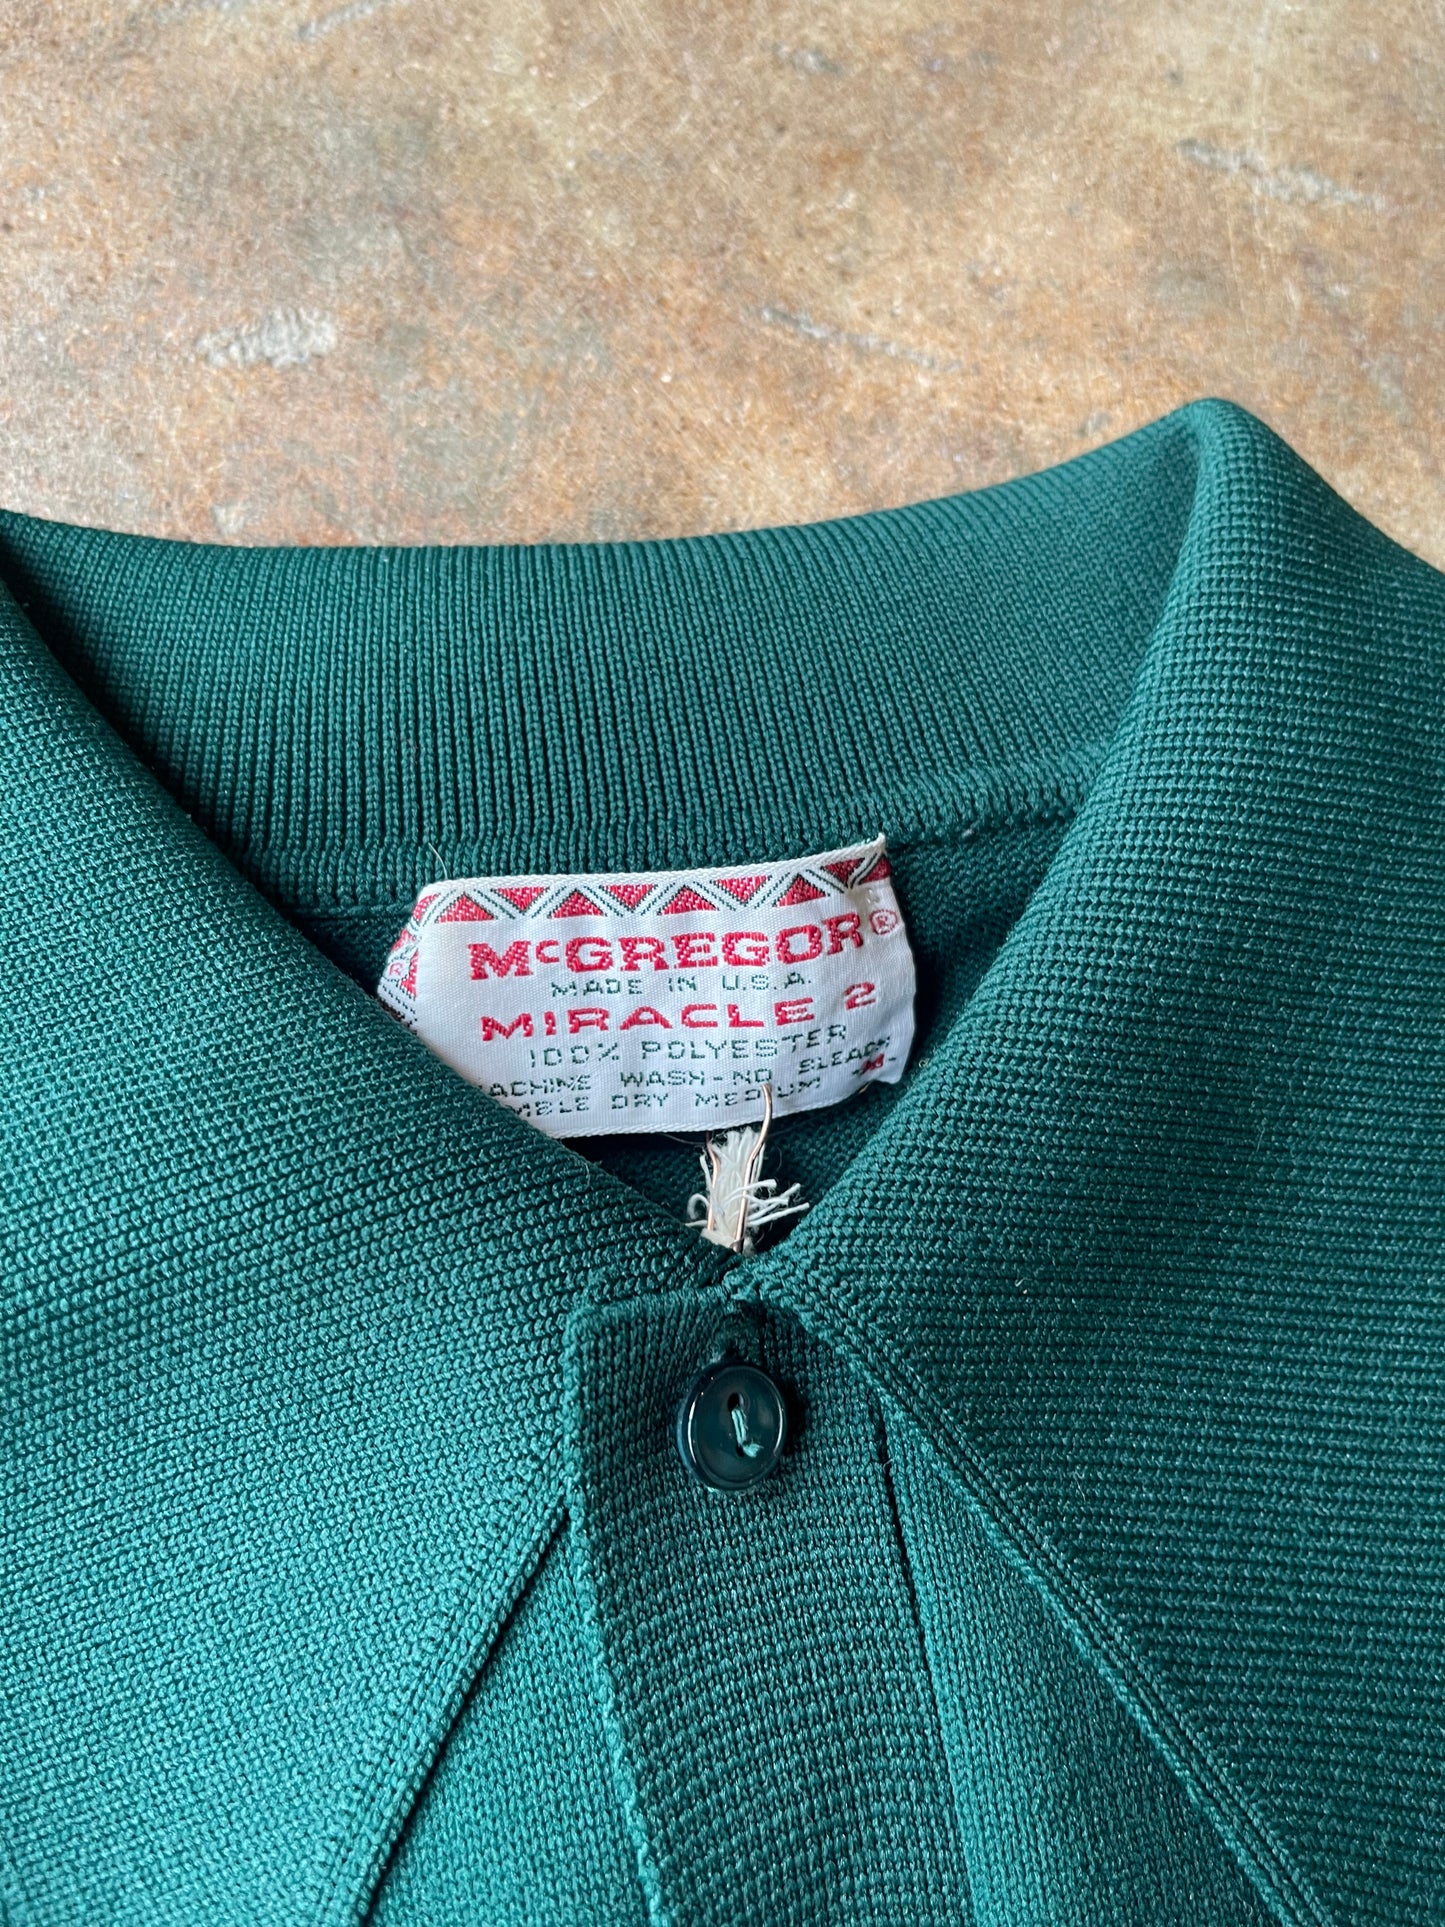 McGREGOR®
MADE IN U.S.A.
MIRACLE 2
100% POLYESTER
MACHINE WASH-NO BLEACH
TUMBLE DRY MEDIUM